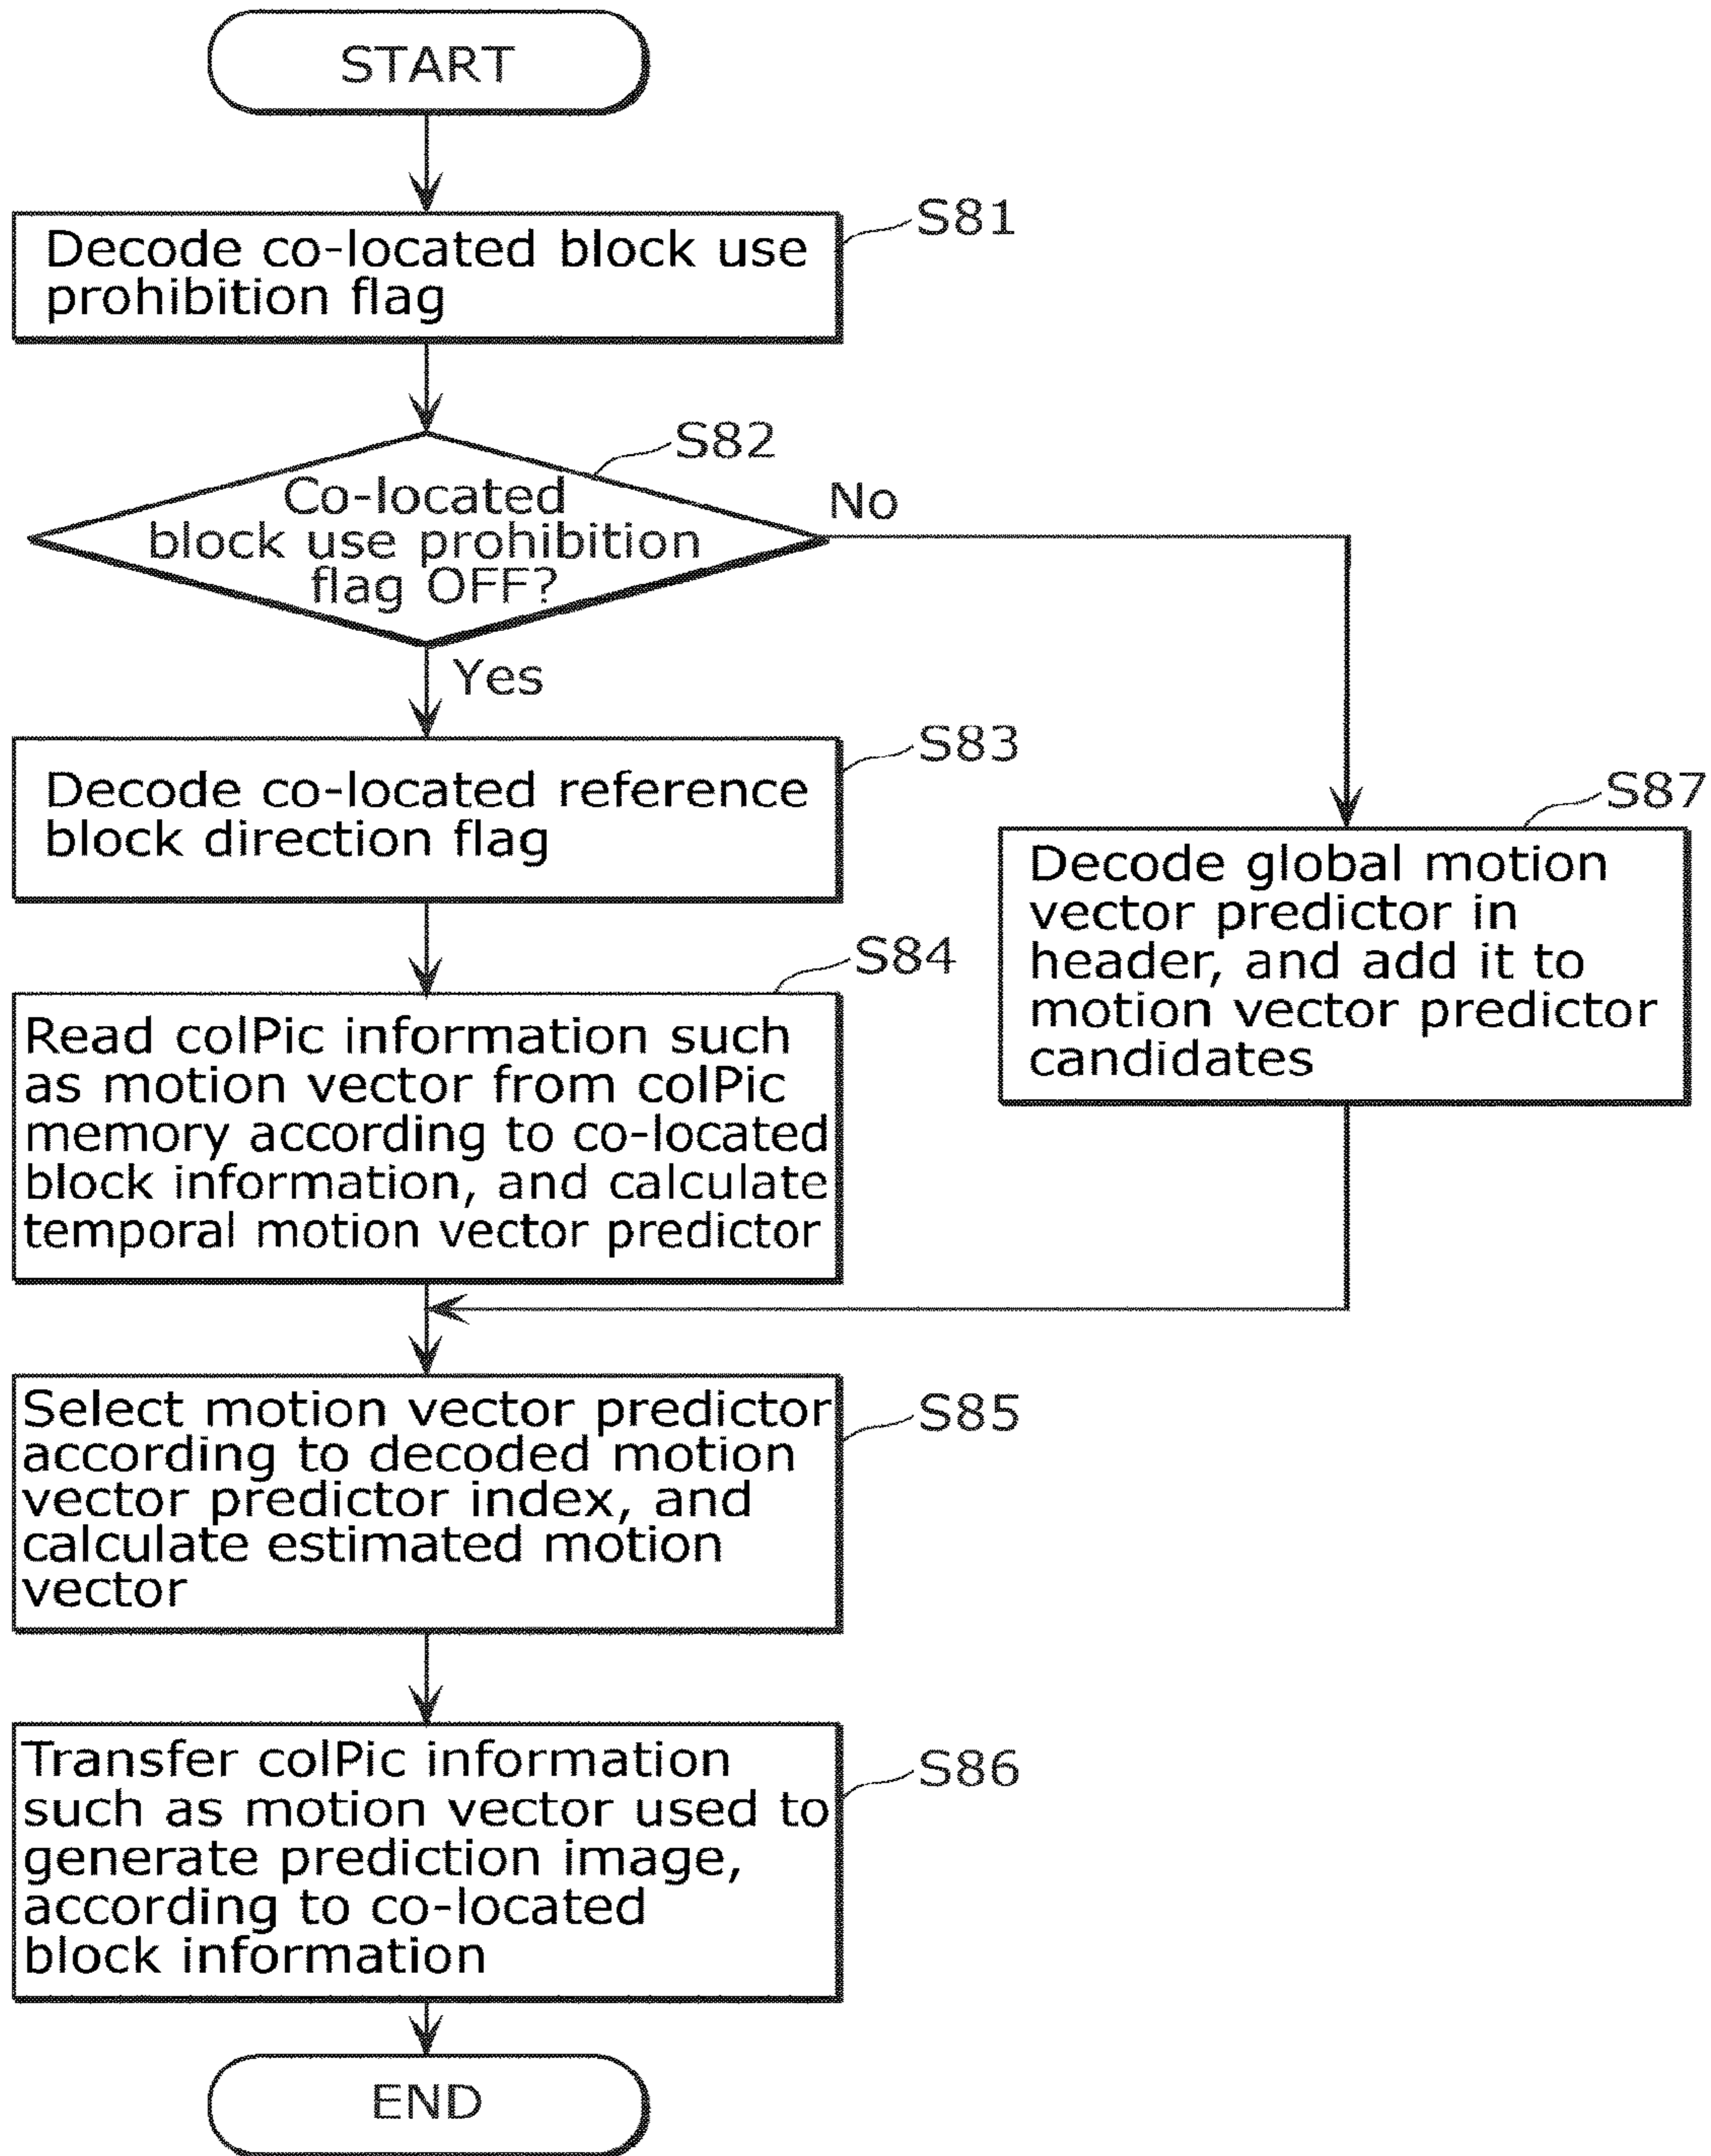 START
S81
Decode co-located block use
prohibition flag
S82
Co-located
block use prohibition
flag OFF?
No
Yes
S83
Decode co-located reference
block direction flag
S87
Decode global motion
vector predictor in
header, and add it to
motion vector predictor
candidates
S84
Read colPic information such
as motion vector from colPic
memory according to co-located
block information, and calculate
temporal motion vector predictor
S85
Select motion vector predictor
according to decoded motion
vector predictor index, and
calculate estimated motion
vector
S86
Transfer colPic information
such as motion vector used to
generate prediction image,
according to co-located
block information
END